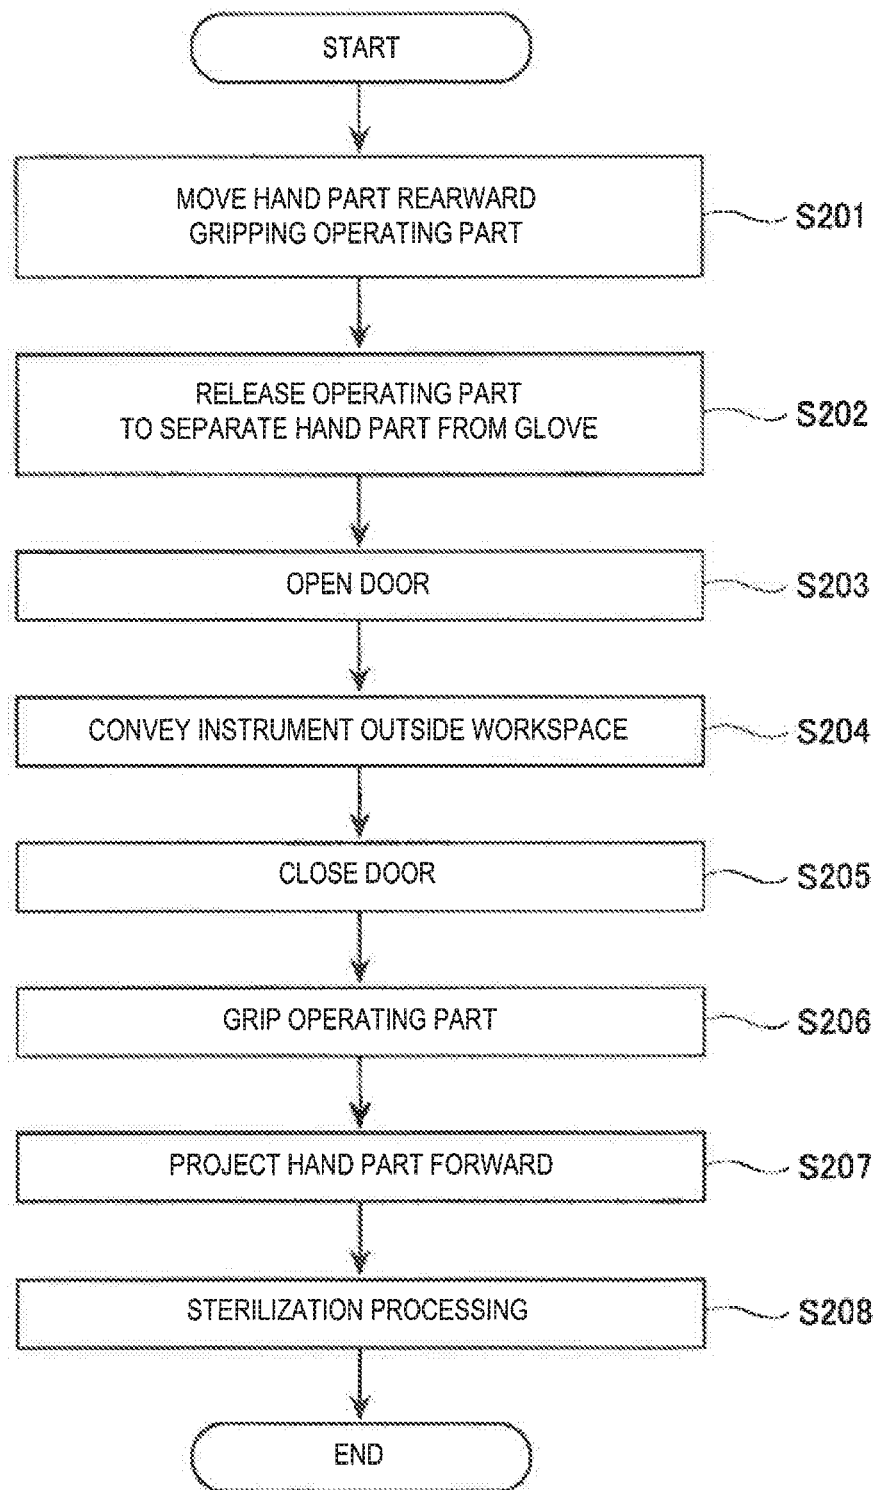 START
MOVE HAND PART REARWARD
GRIPPING OPERATING PART
S201
RELEASE OPERATING PART
TO SEPARATE HAND PART FROM GLOVE
S202
OPEN DOOR
S203
CONVEY INSTRUMENT OUTSIDE WORKSPACE
S204
CLOSE DOOR
S205
GRIP OPERATING PART
S206
PROJECT HAND PART FORWARD
S207
STERILIZATION PROCESSING
S208
END